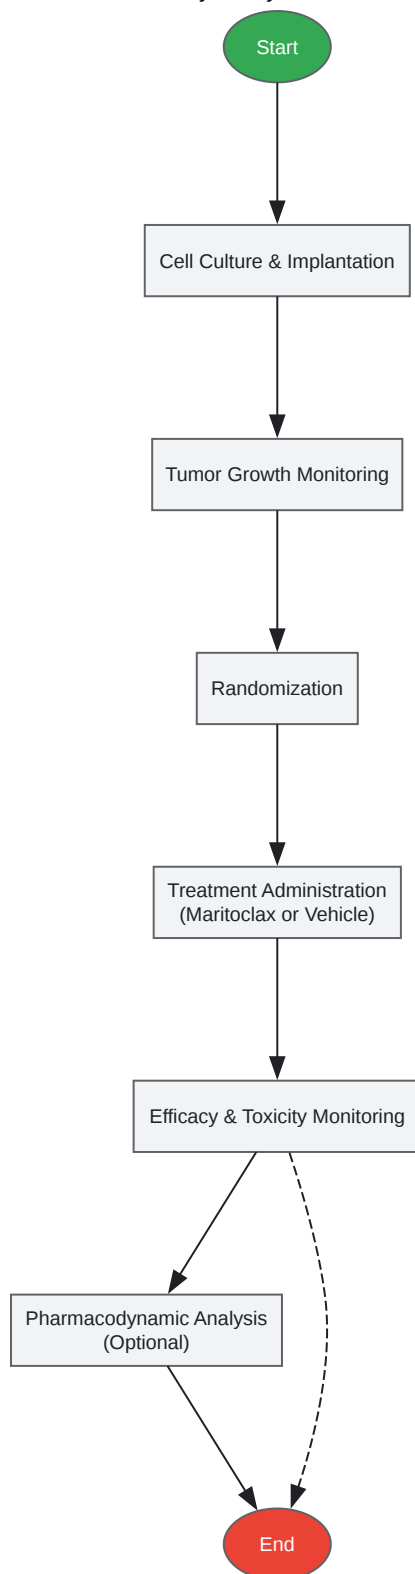 Start
Cell Culture & Implantation
Tumor Growth Monitoring
Randomization
Treatment Administration
(Maritoclax or Vehicle)
Efficacy & Toxicity Monitoring
Pharmacodynamic Analysis
(Optional)
End